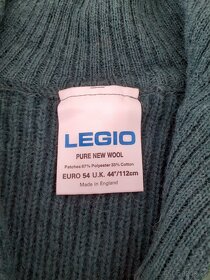 LEGIO
PURE NEW WOOL
Patches 67% Polyester 33% Cotton
EURO 54 U.K. 44"/112cm
Made in England